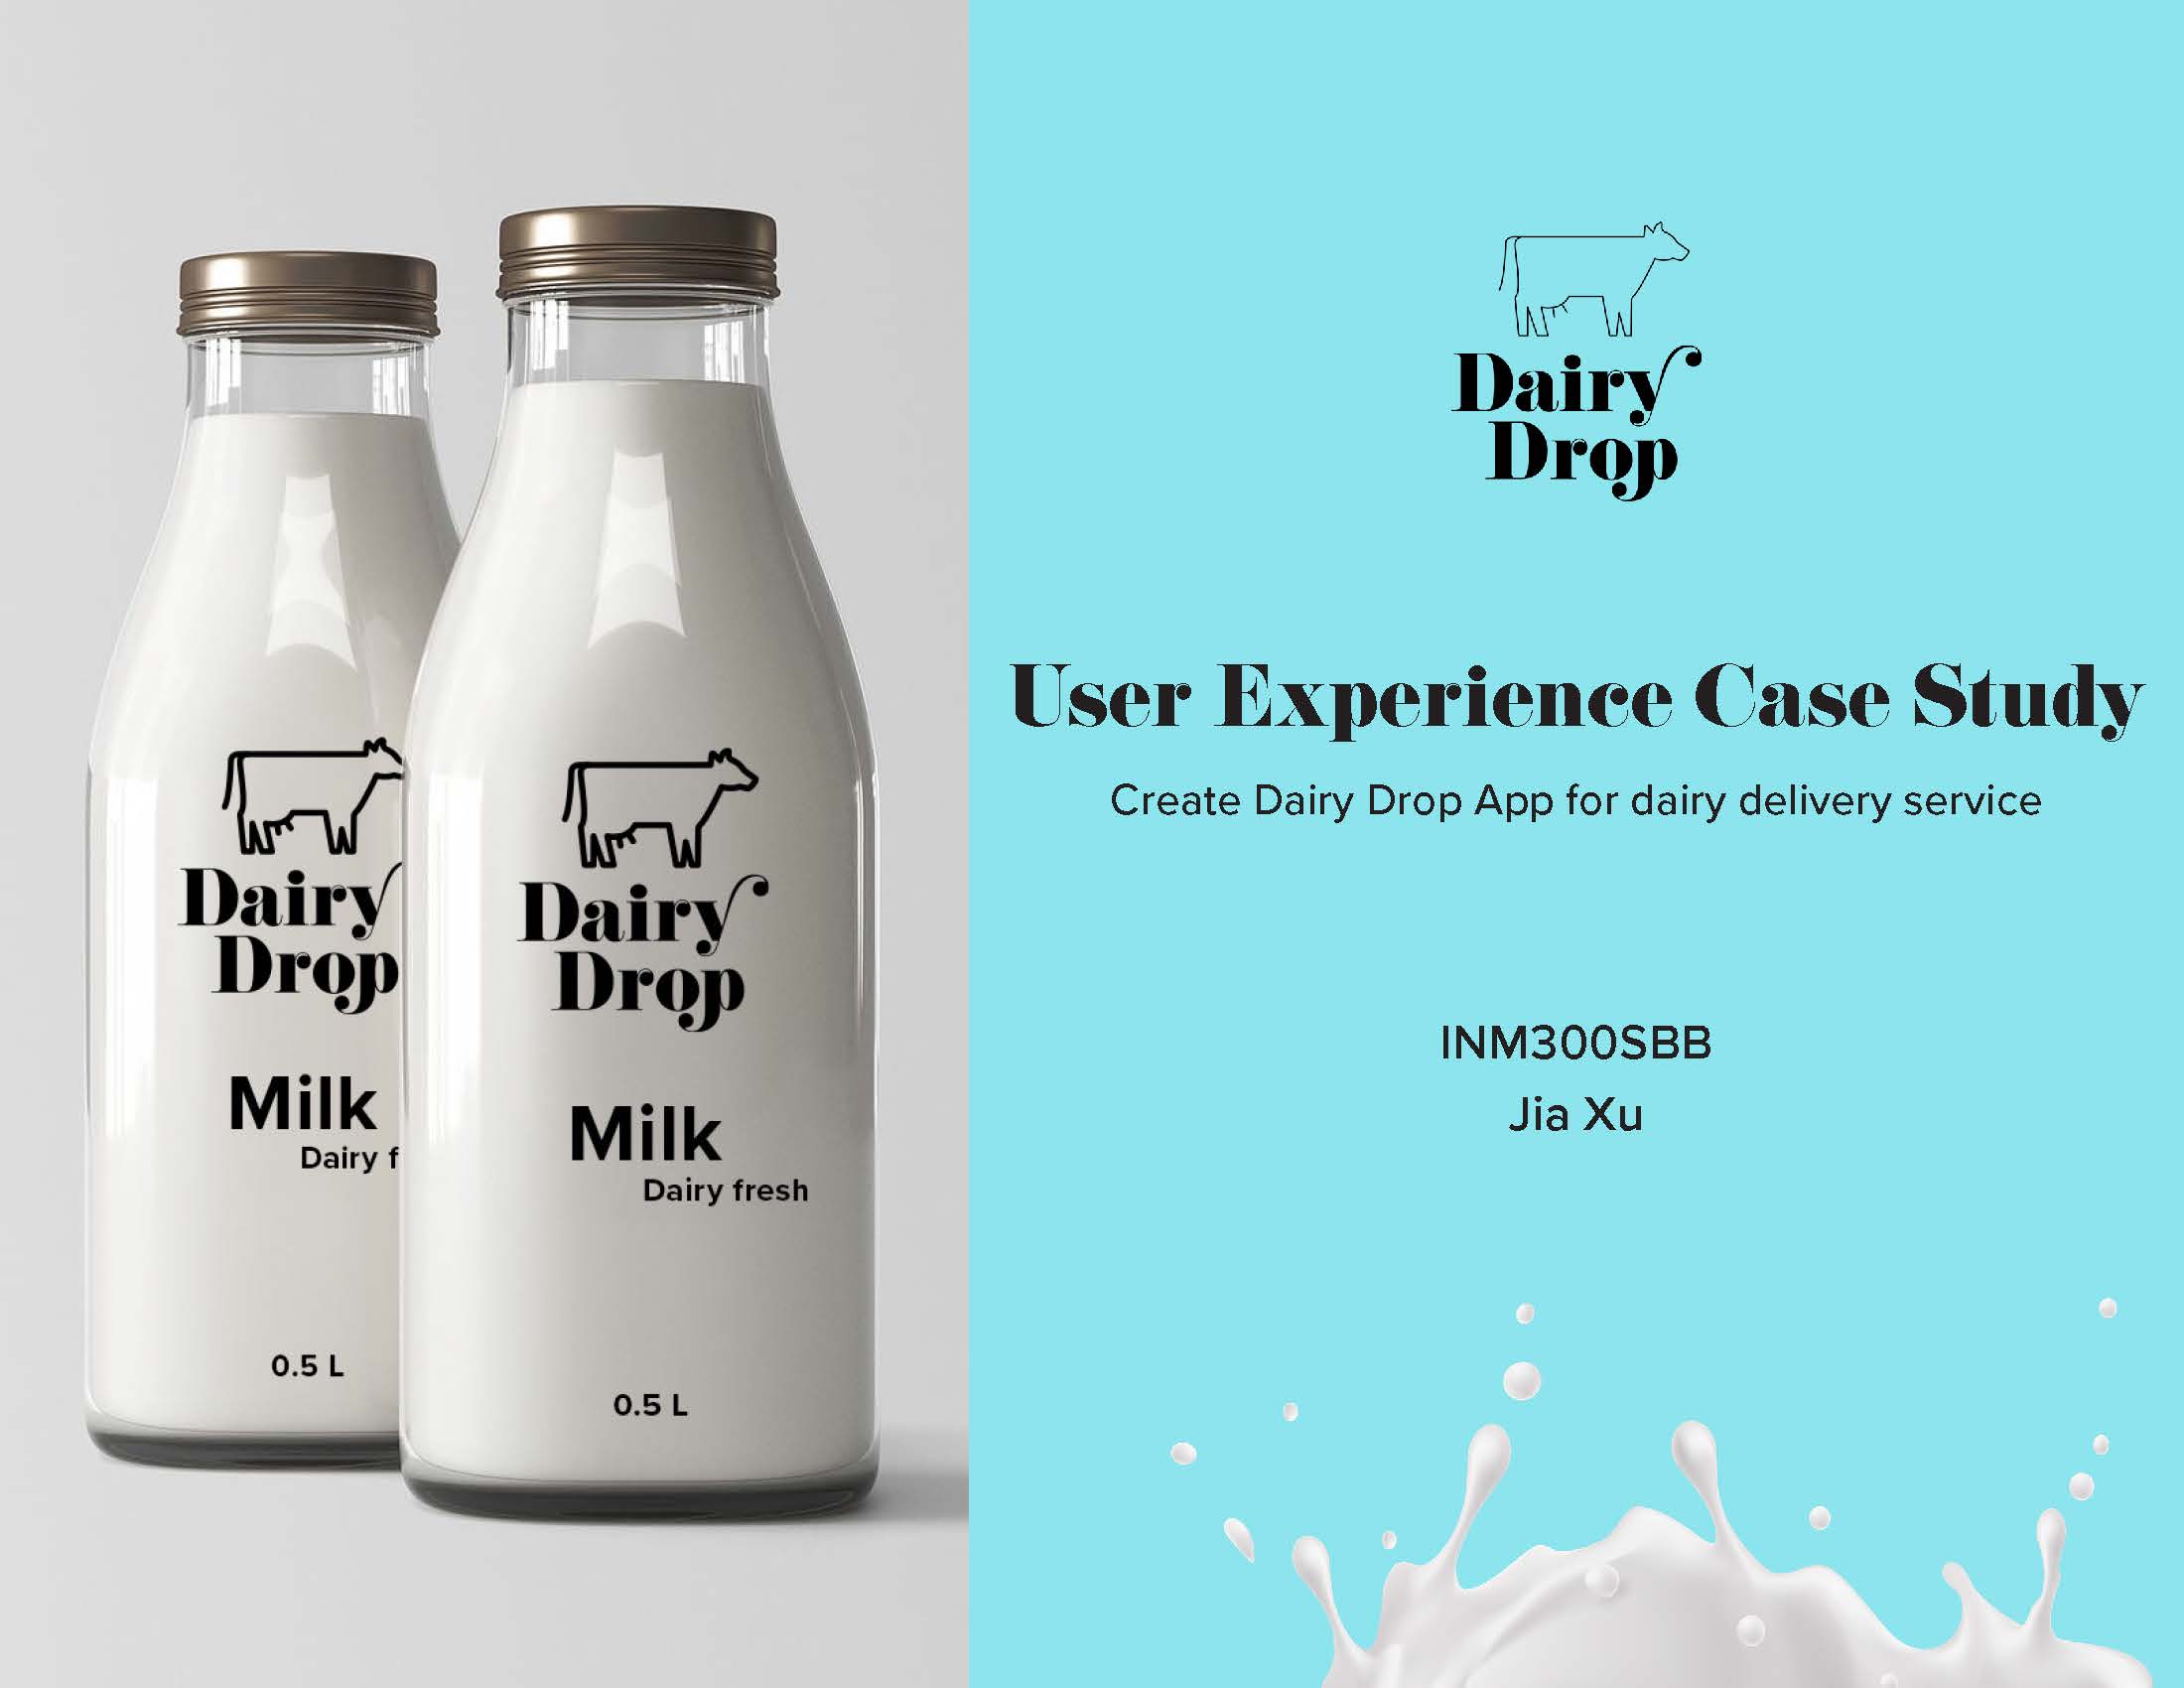 Dairy
Drop
Milk
Dairy f
0.5 L
Dairy
Drop
Milk
Dairy fresh
0.5 L
Dairy
Drop
User Experience Case Study
Create Dairy Drop App for dairy delivery service
INM300SBB
Jia Xu